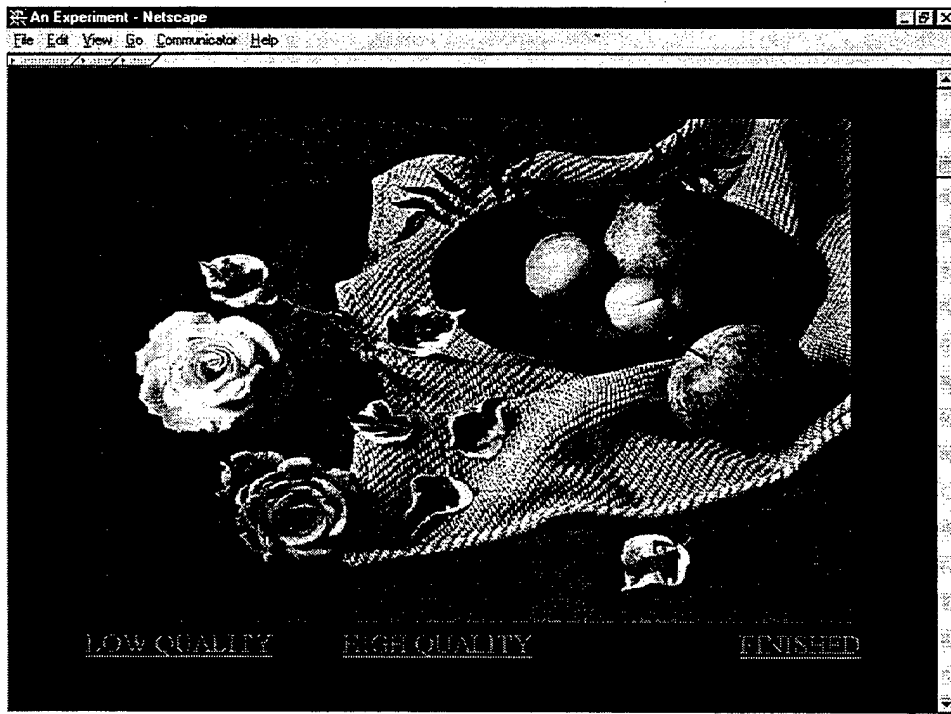 An Experiment - Netscape
File Edit View Go Communicator Help
LOW QUALITY HIGH QUALITY FINISHED